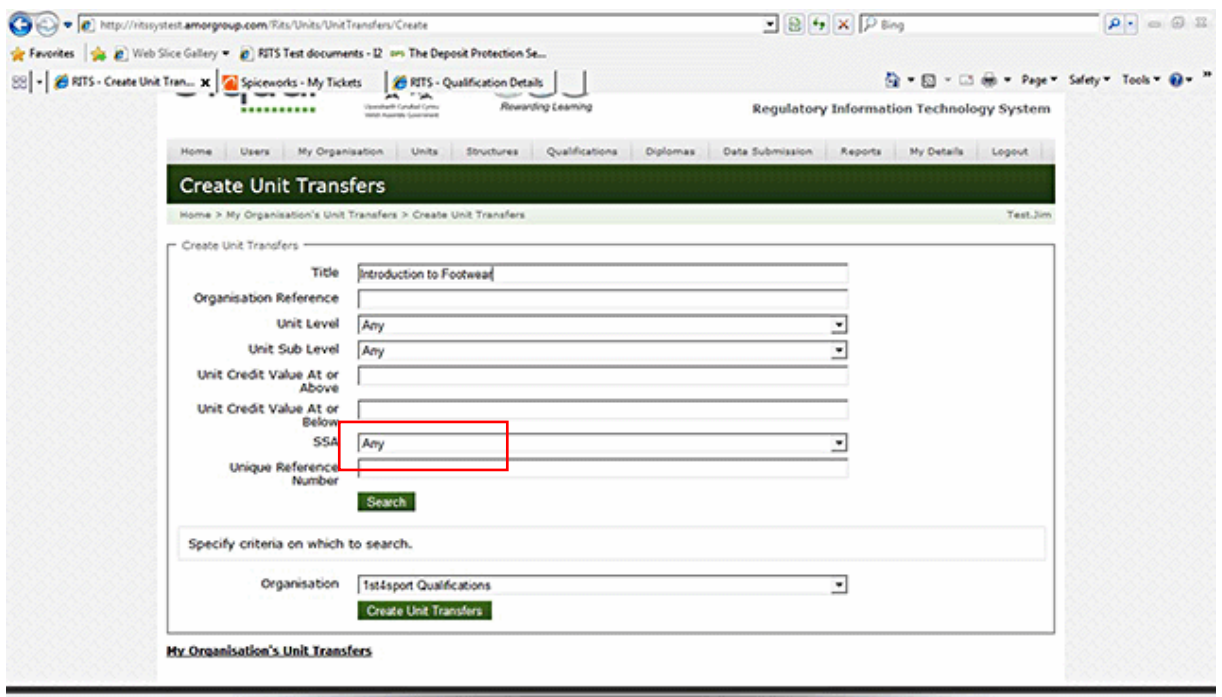 http://ritssystest.amorgroup.com/Rits/Units/UnitTransfers/Create Bing
Favorites Web Slice Gallery RITS Test documents - I2 The Deposit Protection Se...
RITS - Create Unit Tran... X Spiceworks - My Tickets RITS - Qualification Details Page Safety Tools »
Rewarding Learning
Regulatory Information Technology System
Home Users My Organisation Units Structures Qualifications Diplomas Data Submission Reports My Details Logout
Create Unit Transfers
Home > My Organisation's Unit Transfers > Create Unit Transfers Test.Jim
Create Unit Transfers
Title Introduction to Footwear
Organisation Reference
Unit Level Any
Unit Sub Level Any
Unit Credit Value At or
Above
Unit Credit Value At or
Below
SSA Any
Unique Reference
Number
Search
Specify criteria on which to search.
Organisation 1st4sport Qualifications
Create Unit Transfers
My Organisation's Unit Transfers